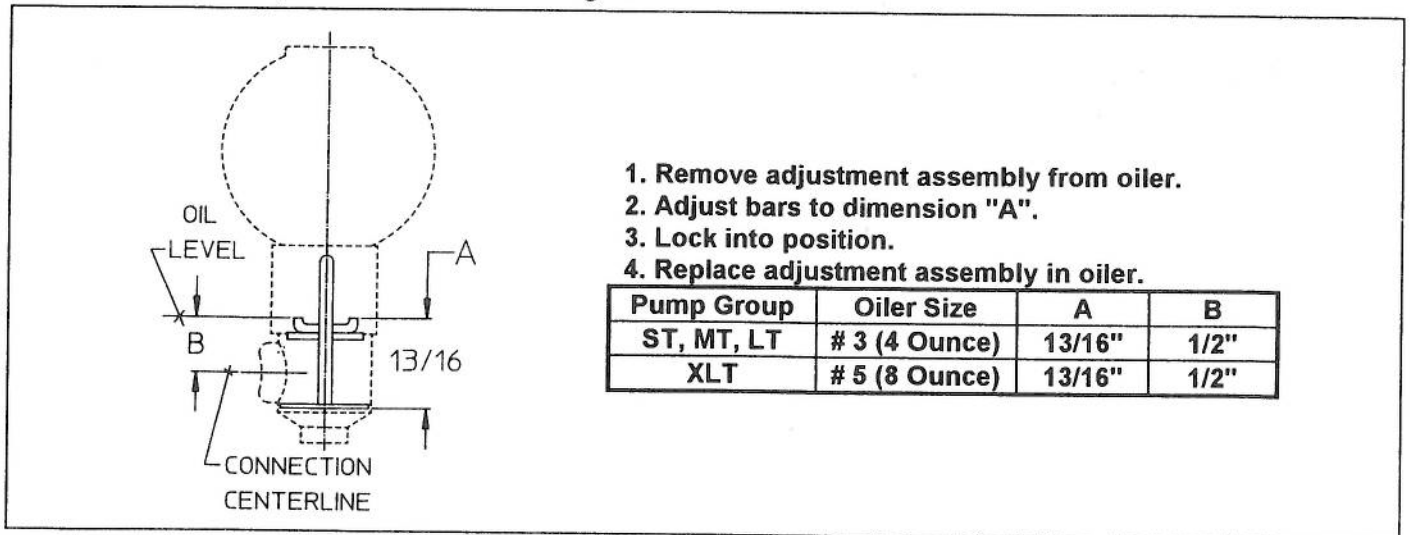 OIL
LEVEL
A
B
13/16
CONNECTION
CENTERLINE
1. Remove adjustment assembly from oiler.
2. Adjust bars to dimension "A".
3. Lock into position.
4. Replace adjustment assembly in oiler.
Pump Group Oiler Size A B
ST, MT, LT # 3 (4 Ounce) 13/16" 1/2"
XLT # 5 (8 Ounce) 13/16" 1/2"